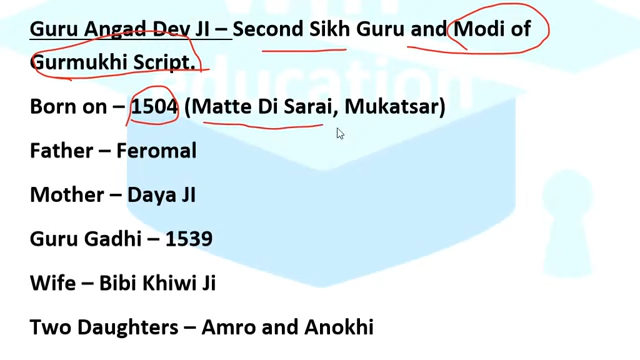 Guru Angad Dev JI – Second Sikh Guru and Modi of
Gurmukhi Script.
Born on – 1504 (Matte Di Sarai, Mukatsar)
Father – Feromal
Mother – Daya JI
Guru Gadhi – 1539
Wife – Bibi Khiwi Ji
Two Daughters – Amro and Anokhi
education